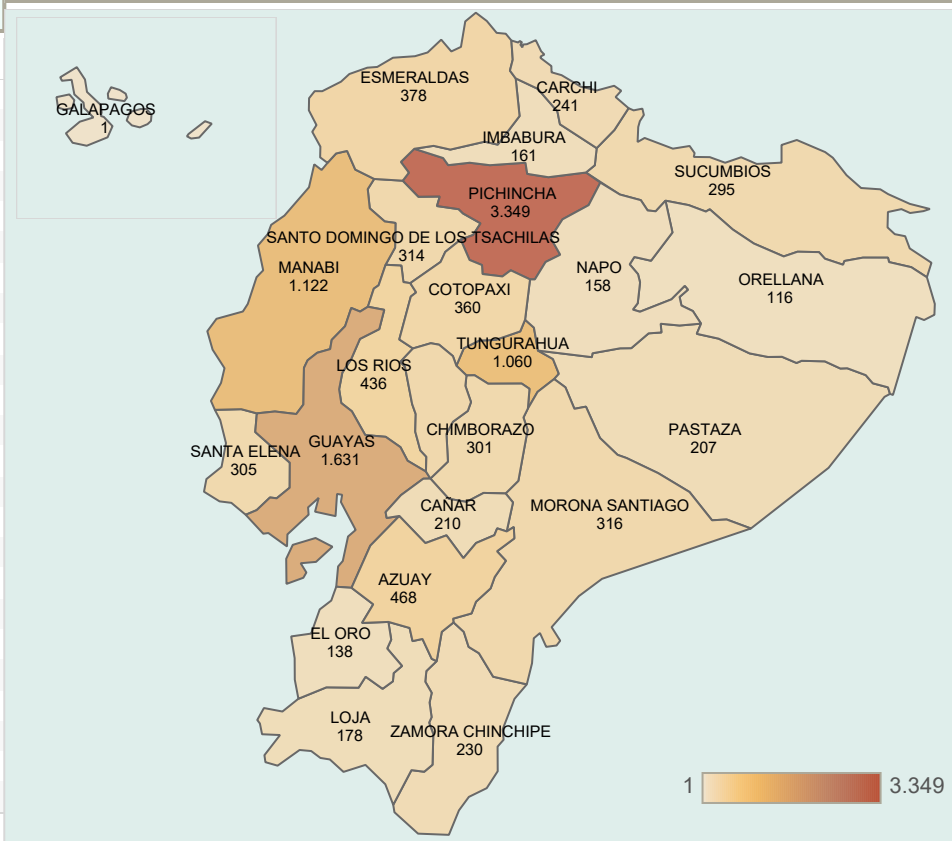 ESMERALDAS
378
CARCHI
241
GALAPAGOS
1
IMBABURA
161
SUCUMBIOS
295
PICHINCHA
3.349
SANTO DOMINGO DE LOS TSACHILAS
314
MANABI
1.122
NAPO
158
ORELLANA
116
COTOPAXI
360
TUNGURAHUA
1.060
LOS RIOS
436
CHIMBORAZO
301
PASTAZA
207
GUAYAS
1.631
SANTA ELENA
305
CAÑAR
210
MORONA SANTIAGO
316
AZUAY
468
EL ORO
138
LOJA
178
ZAMORA CHINCHIPE
230
1 3.349